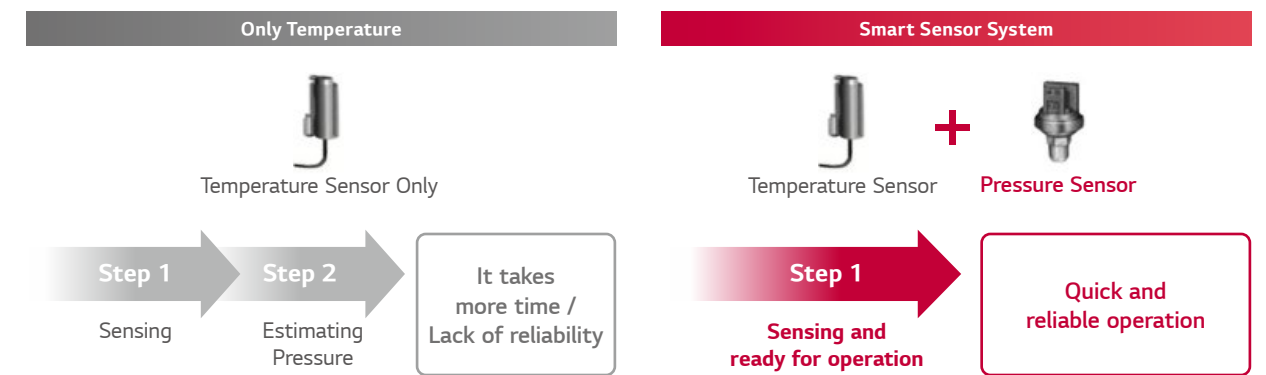 Only Temperature
Temperature Sensor Only
Step 1
Sensing
Step 2
Estimating
Pressure
It takes
more time /
Lack of reliability
Smart Sensor System
Temperature Sensor
+
Pressure Sensor
Step 1
Sensing and
ready for operation
Quick and
reliable operation